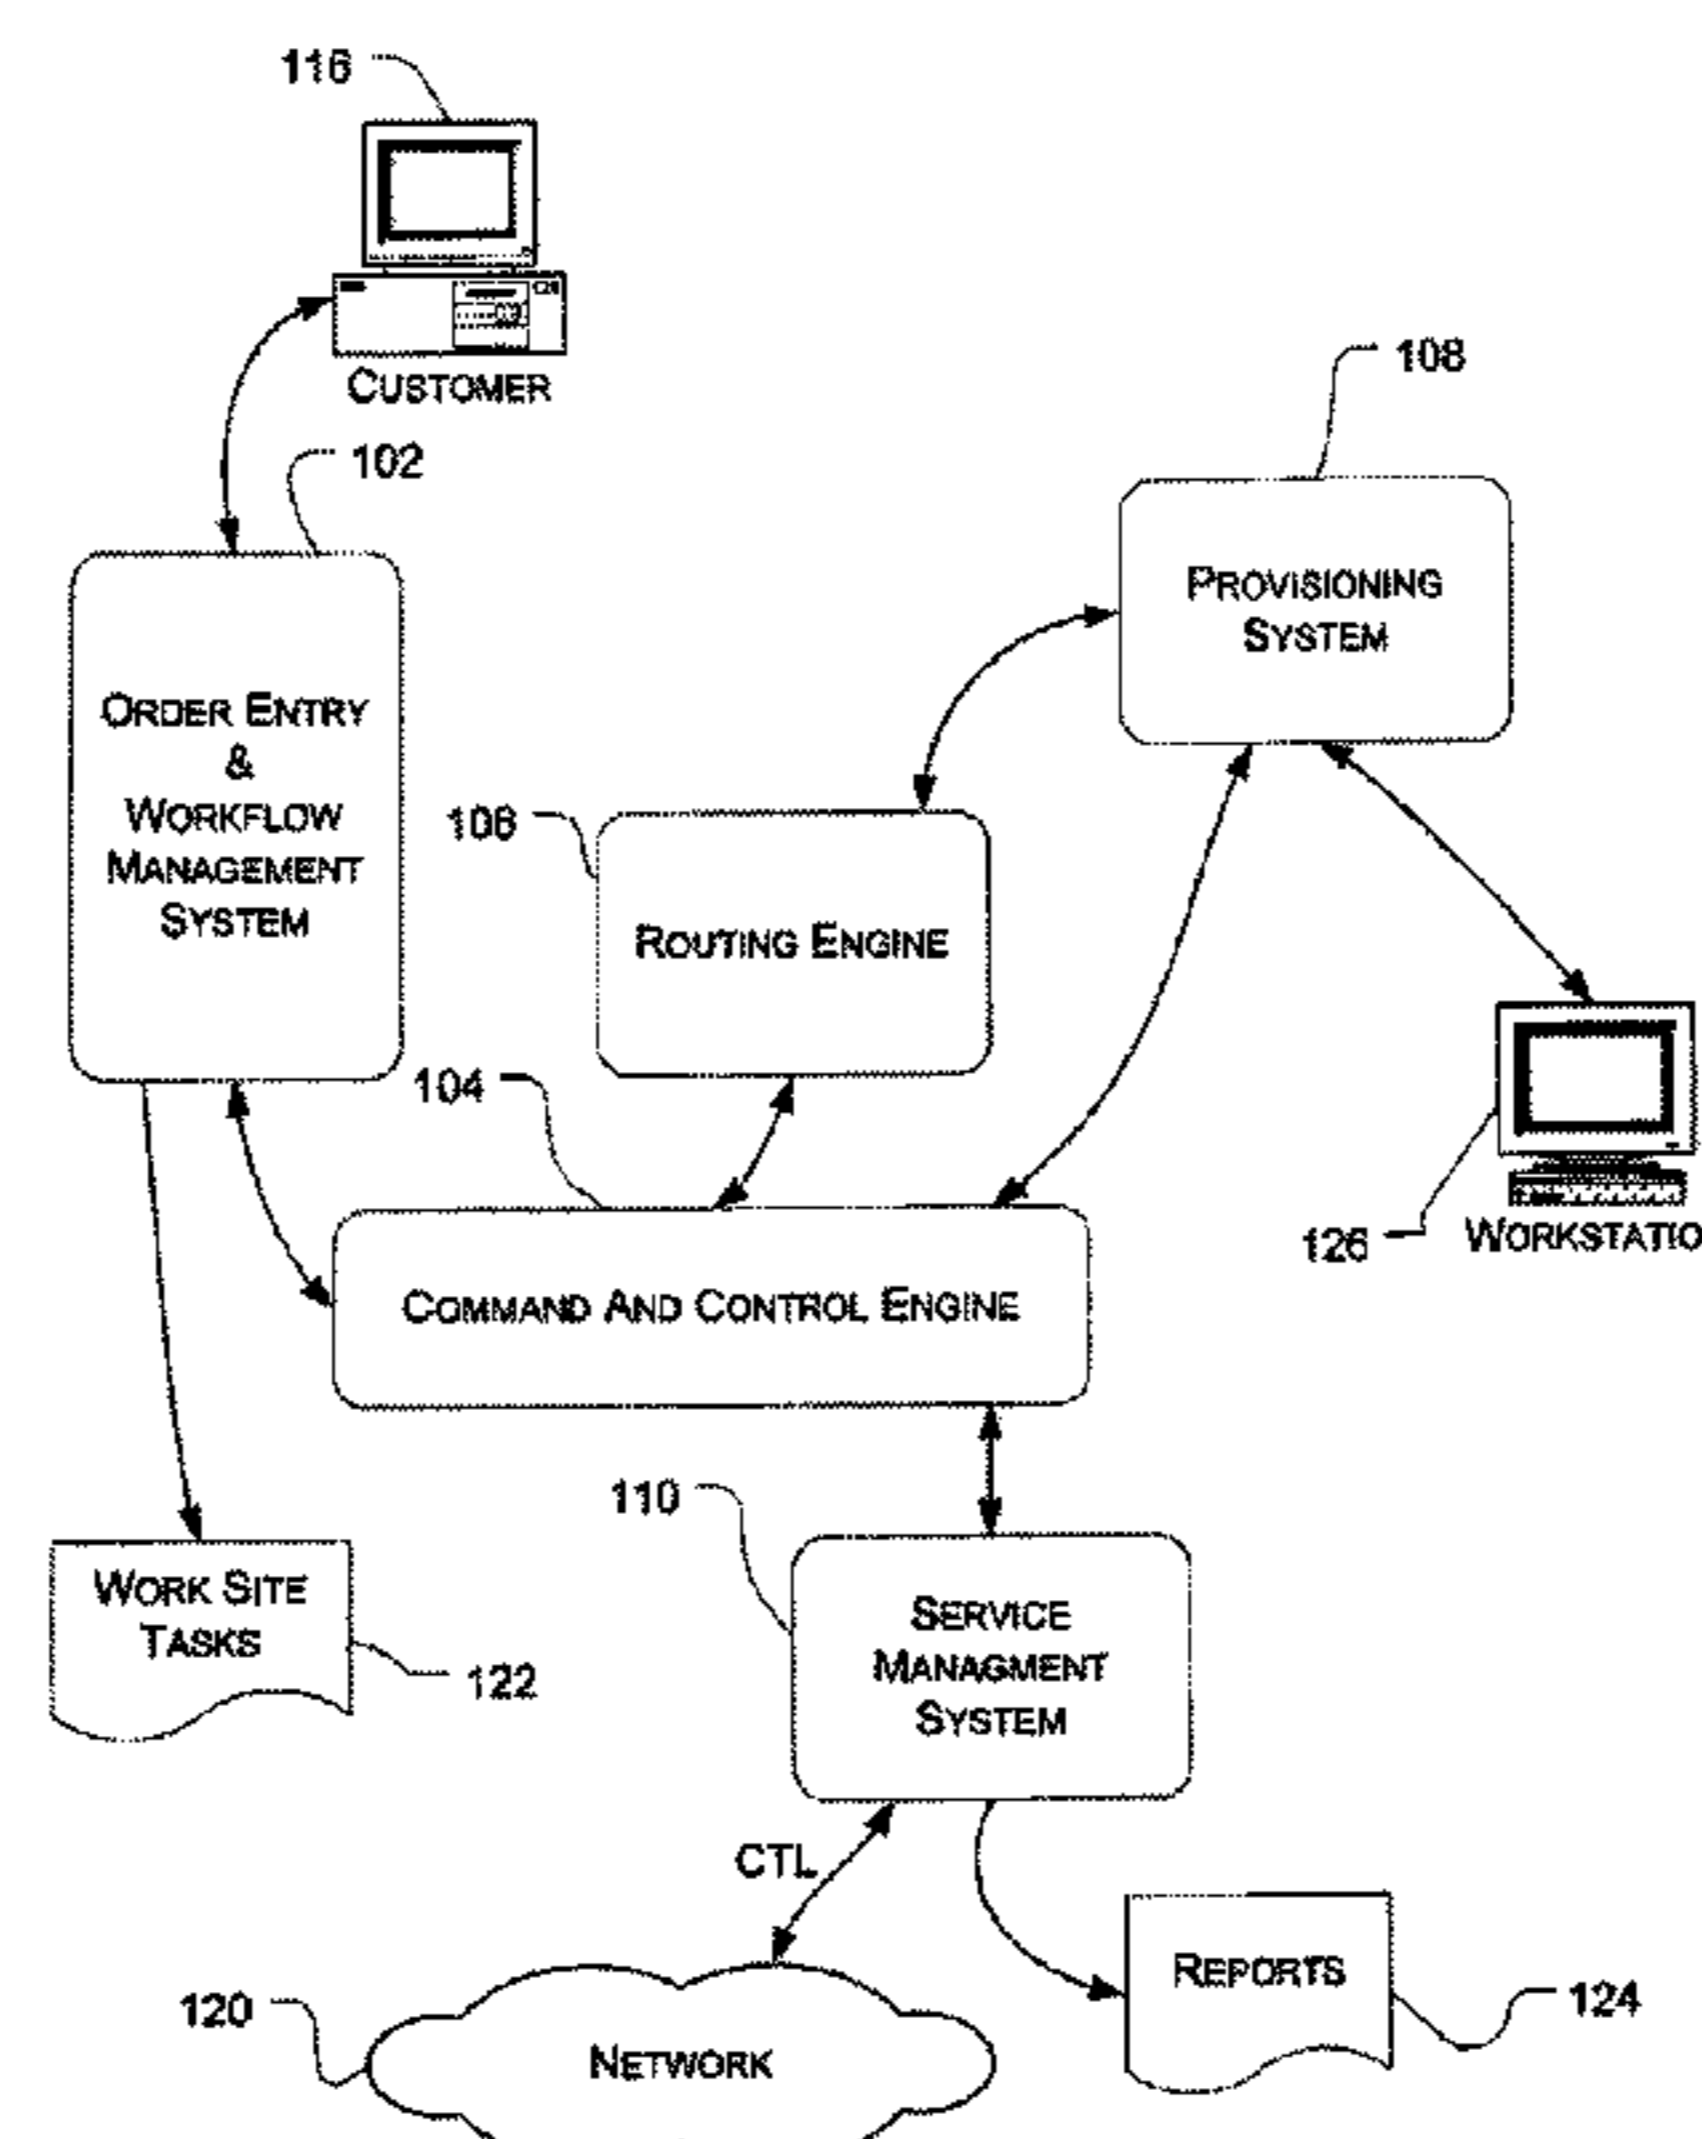 116
CUSTOMER
102
108
PROVISIONING
SYSTEM
ORDER ENTRY
&
WORKFLOW
MANAGEMENT
SYSTEM
106
ROUTING ENGINE
104
126
WORKSTATIO
COMMAND AND CONTROL ENGINE
110
WORK SITE
TASKS
122
SERVICE
MANAGMENT
SYSTEM
CTL
REPORTS
124
120
NETWORK